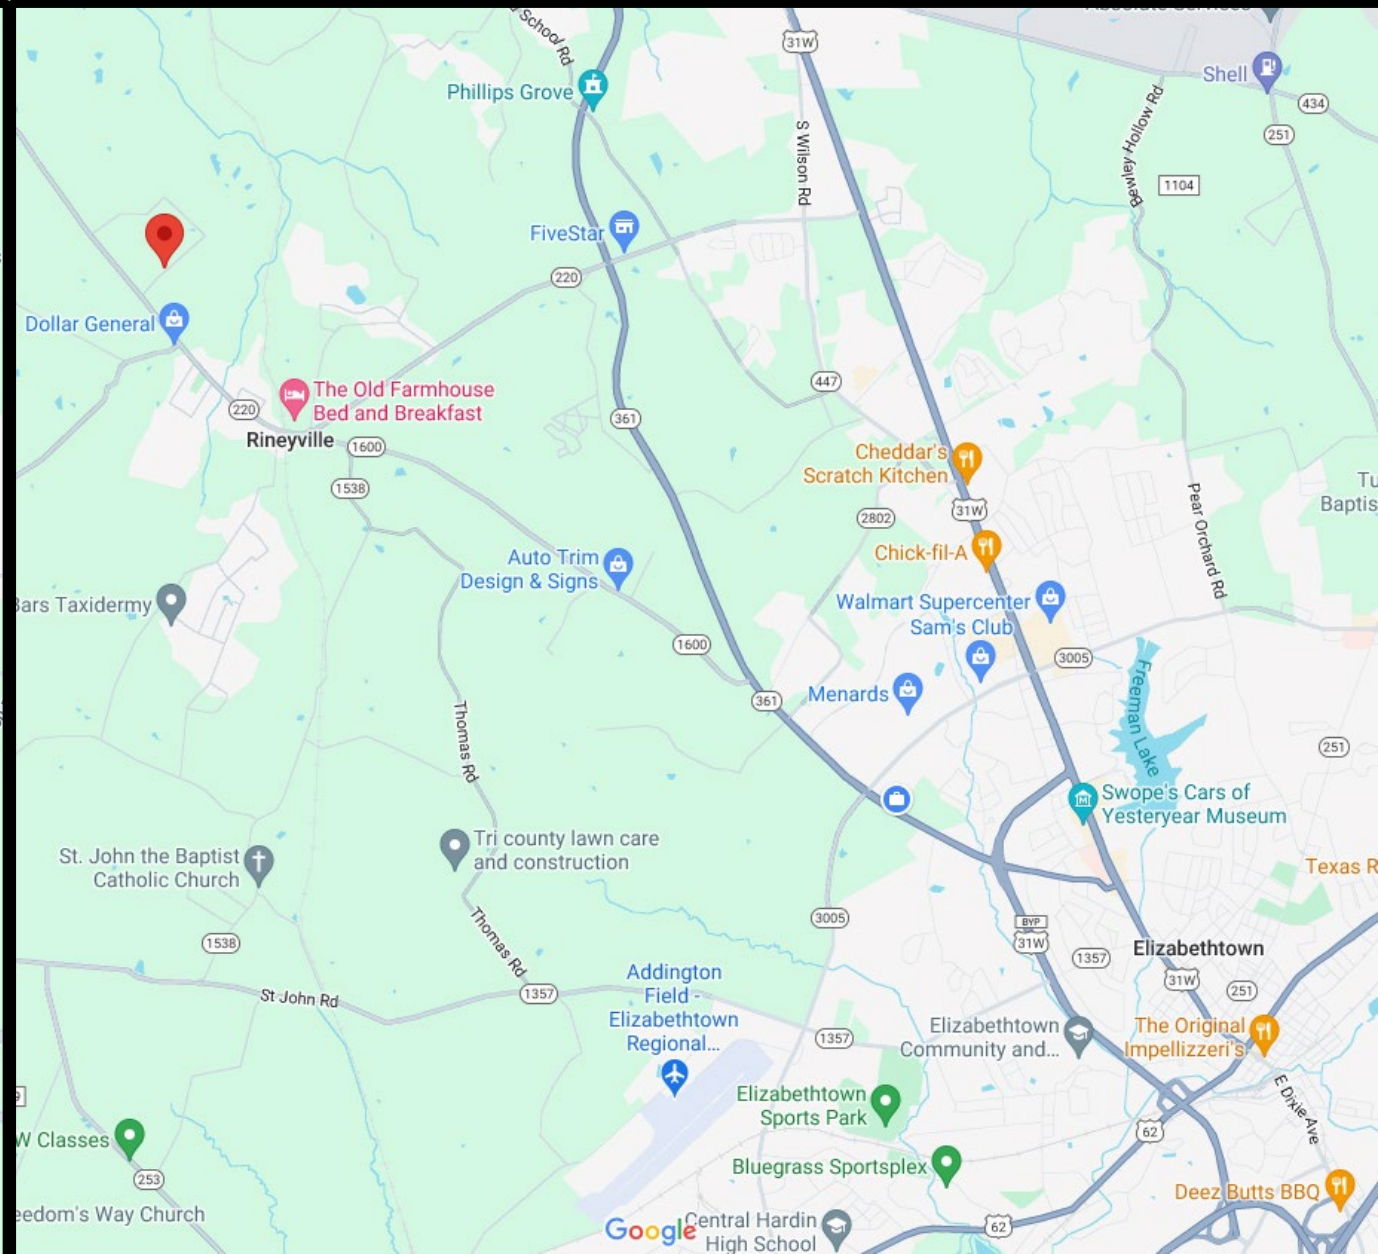 School Rd
31W
Absolute Services
Phillips Grove
Shell
434
251
S Wilson Rd
Bewley Hollow Rd
1104
FiveStar
220
Dollar General
The Old Farmhouse
Bed and Breakfast
220
Rineyville
1600
447
361
1538
Cheddar's
Scratch Kitchen
31W
2802
Pear Orchard Rd
Tu
Baptis
Chick-fil-A
Auto Trim
Design & Signs
Bars Taxidermy
Walmart Supercenter
Sam's Club
1600
3005
Menards
361
Freeman Lake
Thomas Rd
251
Swope's Cars of
Yesteryear Museum
Tri county lawn care
and construction
St. John the Baptist
Catholic Church
Texas R
3005
Thomas Rd
BYP
31W
1357
Elizabethtown
1538
31W
251
St John Rd
1357
Addington
Field -
Elizabethtown
Regional...
1357
Elizabethtown
Community and...
The Original
Impellizzeri's
E Dixie Ave
9
Elizabethtown
Sports Park
62
W Classes
253
Bluegrass Sportsplex
Deez Butts BBQ
eedom's Way Church
Google
Central Hardin
High School
62